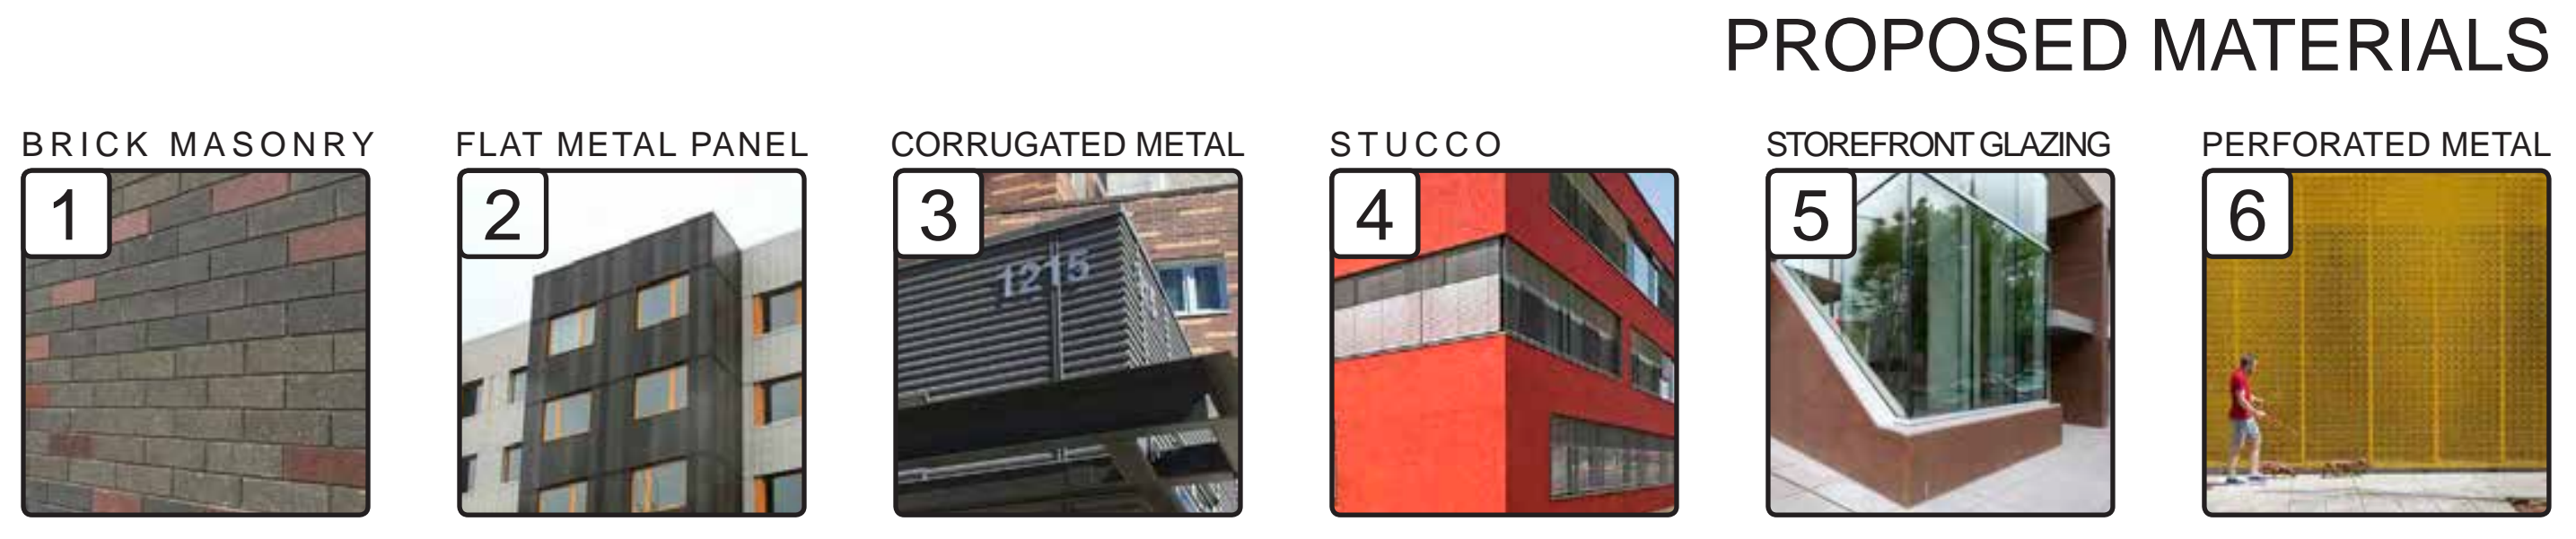 PROPOSED MATERIALS
BRICK MASONRY
FLAT METAL PANEL
CORRUGATED METAL
STUCCO
STOREFRONT GLAZING
PERFORATED METAL
1
2
3
4
5
6
1215